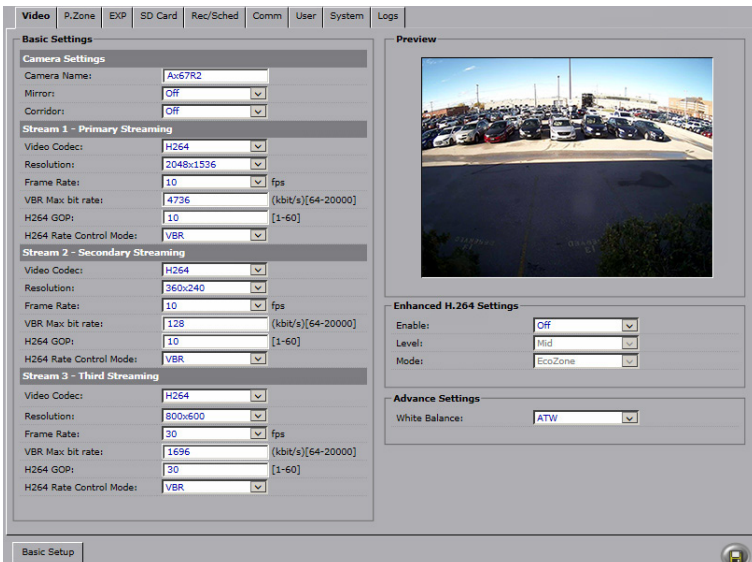 Video P.Zone EXP SD Card Rec/Sched Comm User System Logs
Basic Settings
Camera Settings
Camera Name: Ax67R2
Mirror: Off
Corridor: Off
Stream 1 - Primary Streaming
Video Codec: H264
Resolution: 2048x1536
Frame Rate: 10 fps
VBR Max bit rate: 4736 (kbit/s)[64-20000]
H264 GOP: 10 [1-60]
H264 Rate Control Mode: VBR
Stream 2 - Secondary Streaming
Video Codec: H264
Resolution: 360x240
Frame Rate: 10 fps
VBR Max bit rate: 128 (kbit/s)[64-20000]
H264 GOP: 10 [1-60]
H264 Rate Control Mode: VBR
Stream 3 - Third Streaming
Video Codec: H264
Resolution: 800x600
Frame Rate: 30 fps
VBR Max bit rate: 1696 (kbit/s)[64-20000]
H264 GOP: 30 [1-60]
H264 Rate Control Mode: VBR
Preview
Enhanced H.264 Settings
Enable: Off
Level: Mid
Mode: EcoZone
Advance Settings
White Balance: ATW
Basic Setup